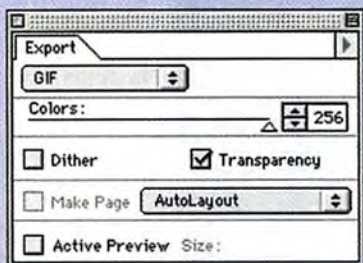 Export
GIF
Colors:
256
Dither Transparency
Make Page AutoLayout
Active Preview Size: